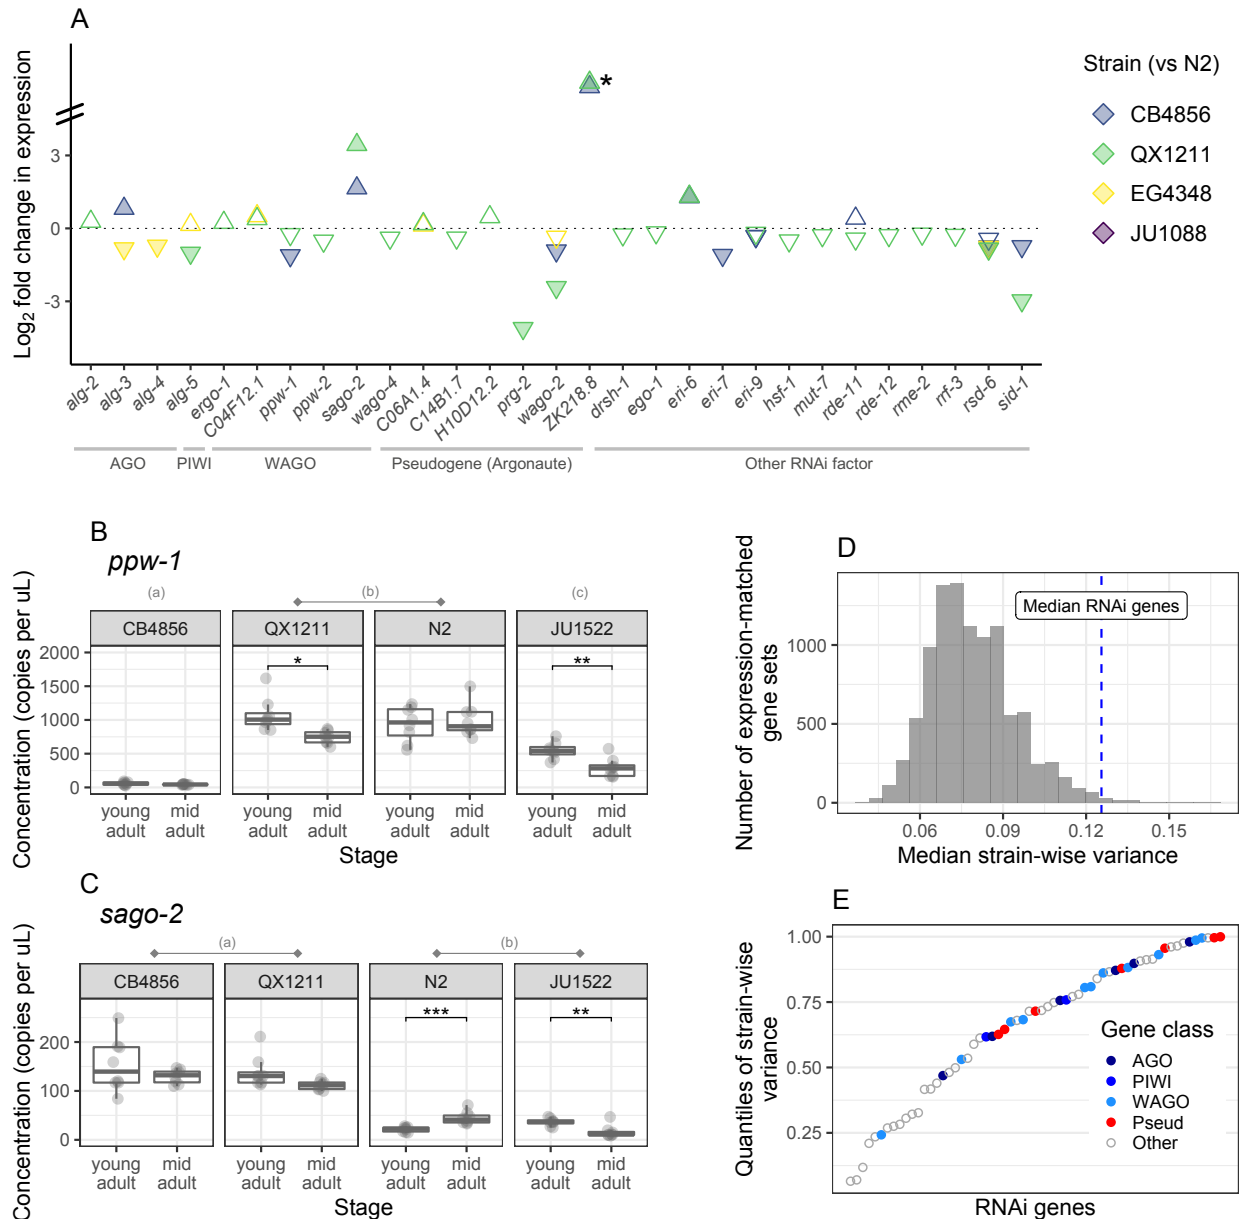 A
Log2 fold change in expression
3
0
-3
*
Strain (vs N2)
CB4856
QX1211
EG4348
JU1088
alg-2
alg-3
alg-4
alg-5
ergo-1
C04F12.1
ppw-1
ppw-2
sago-2
wago-4
C06A1.4
C14B1.7
H10D12.2
prg-2
wago-2
ZK218.8
drsh-1
ego-1
eri-6
eri-7
eri-9
hsf-1
mut-7
rde-11
rde-12
rme-2
rrf-3
rsd-6
sid-1
AGO
PIWI
WAGO
Pseudogene (Argonaute)
Other RNAi factor
B
ppw-1
Concentration (copies per uL)
(a)
(b)
(c)
CB4856
QX1211
N2
JU1522
2000
1500
1000
500
0
*
**
young adult
mid adult
young adult
mid adult
young adult
mid adult
young adult
mid adult
Stage
C
sago-2
Concentration (copies per uL)
(a)
(b)
CB4856
QX1211
N2
JU1522
200
100
0
***
**
young adult
mid adult
young adult
mid adult
young adult
mid adult
young adult
mid adult
Stage
D
Number of expression-matched
gene sets
1000
500
0
Median RNAi genes
0.06
0.09
0.12
0.15
Median strain-wise variance
E
Quantiles of strain-wise
variance
1.00
0.75
0.50
0.25
Gene class
AGO
PIWI
WAGO
Pseud
Other
RNAi genes